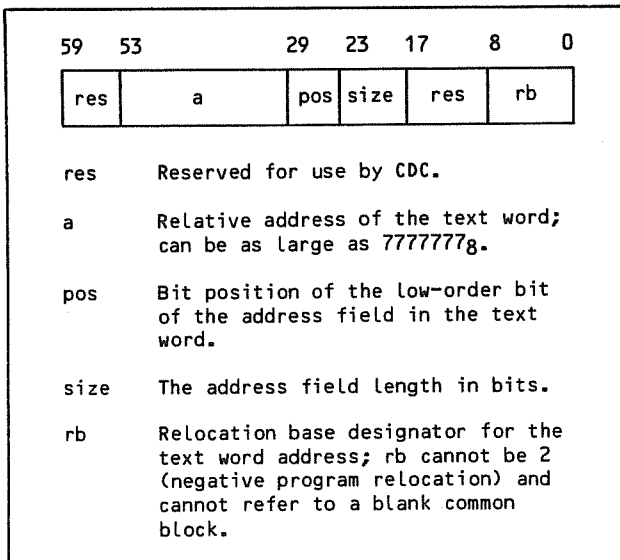 59 53 29 23 17 8 0
res a pos size res rb
res Reserved for use by CDC.
a Relative address of the text word;
can be as large as 7777777₈.
pos Bit position of the low-order bit
of the address field in the text
word.
size The address field length in bits.
rb Relocation base designator for the
text word address; rb cannot be 2
(negative program relocation) and
cannot refer to a blank common
block.